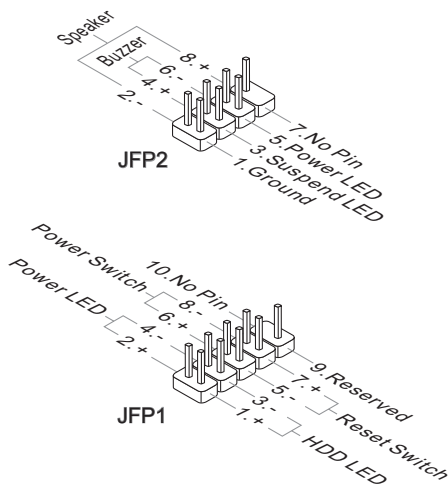 Speaker
Buzzer
8.+
6.-
4.+
2.-
7.No Pin
5.Power LED
3.Suspend LED
1.Ground
JFP2
Power Switch
Power LED
10.No Pin
8.-
6.+
4.-
2.+
9.Reserved
7.+
5.-
Reset Switch
3.-
1.+
HDD LED
JFP1